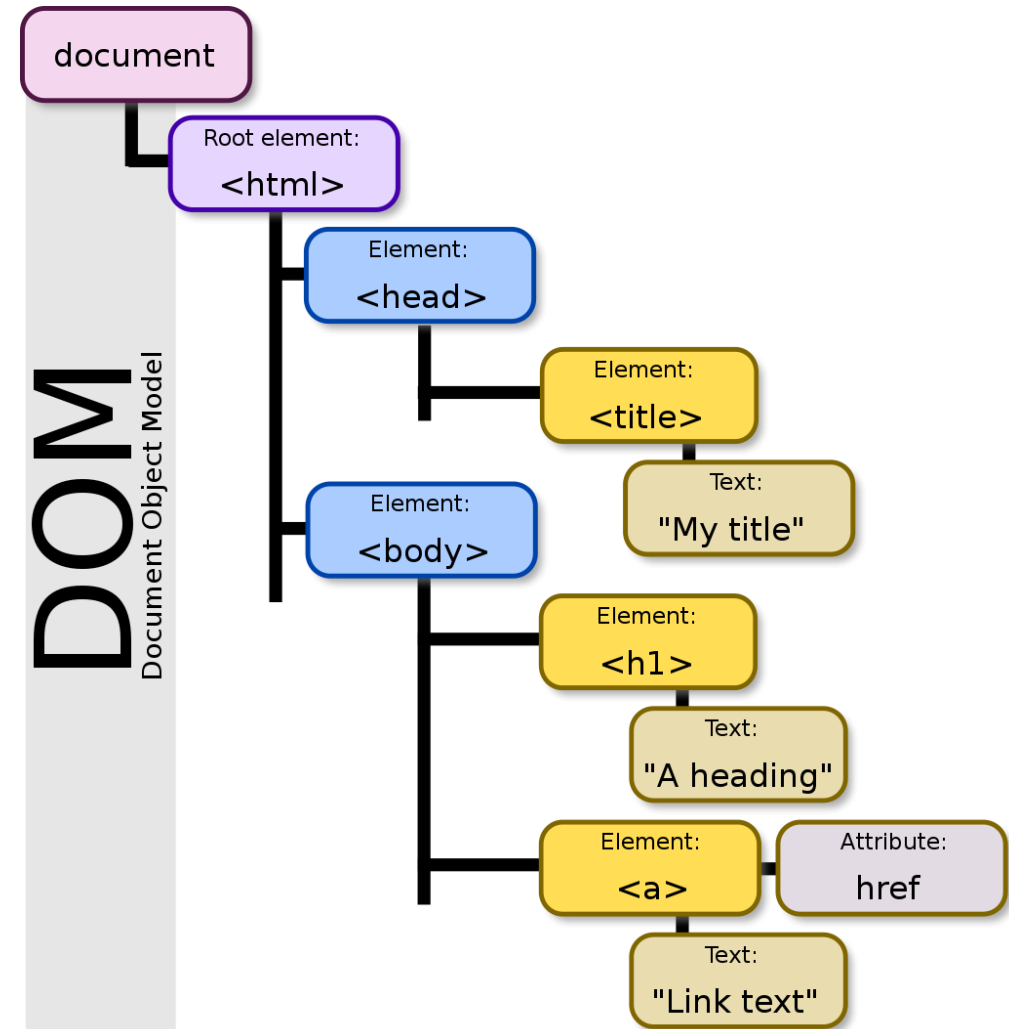 document
Root element:
<html>
Element:
<head>
Element:
<title>
Text:
"My title"
Element:
<body>
Element:
<h1>
Text:
"A heading"
Element:
<a>
Attribute:
href
Text:
"Link text"
DOM
Document Object Model